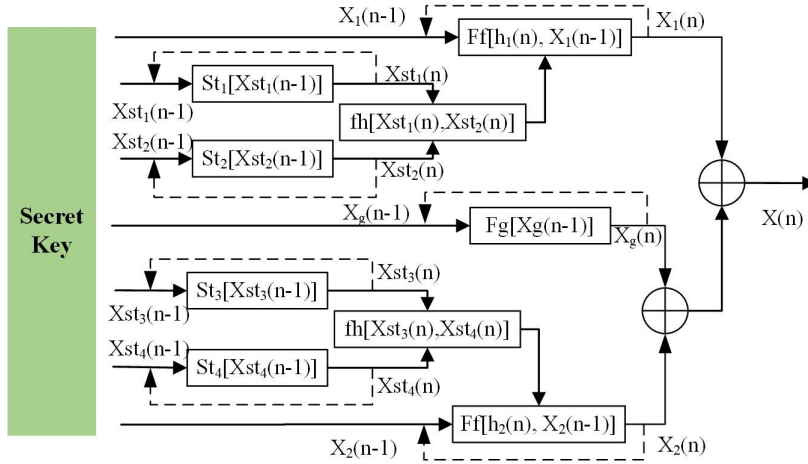 X₁(n-1)
X₁(n)
Ff[h₁(n), X₁(n-1)]
St₁[Xst₁(n-1)]
Xst₁(n)
Xst₁(n-1)
fh[Xst₁(n),Xst₂(n)]
Xst₂(n-1)
St₂[Xst₂(n-1)]
Xst₂(n)
Secret
Key
X(n)
X_g(n-1)
Fg[Xg(n-1)]
X_g(n)
Xst₃(n)
St₃[Xst₃(n-1)]
Xst₃(n-1)
fh[Xst₃(n),Xst₄(n)]
Xst₄(n-1)
St₄[Xst₄(n-1)]
Xst₄(n)
Ff[h₂(n), X₂(n-1)]
X₂(n-1)
X₂(n)